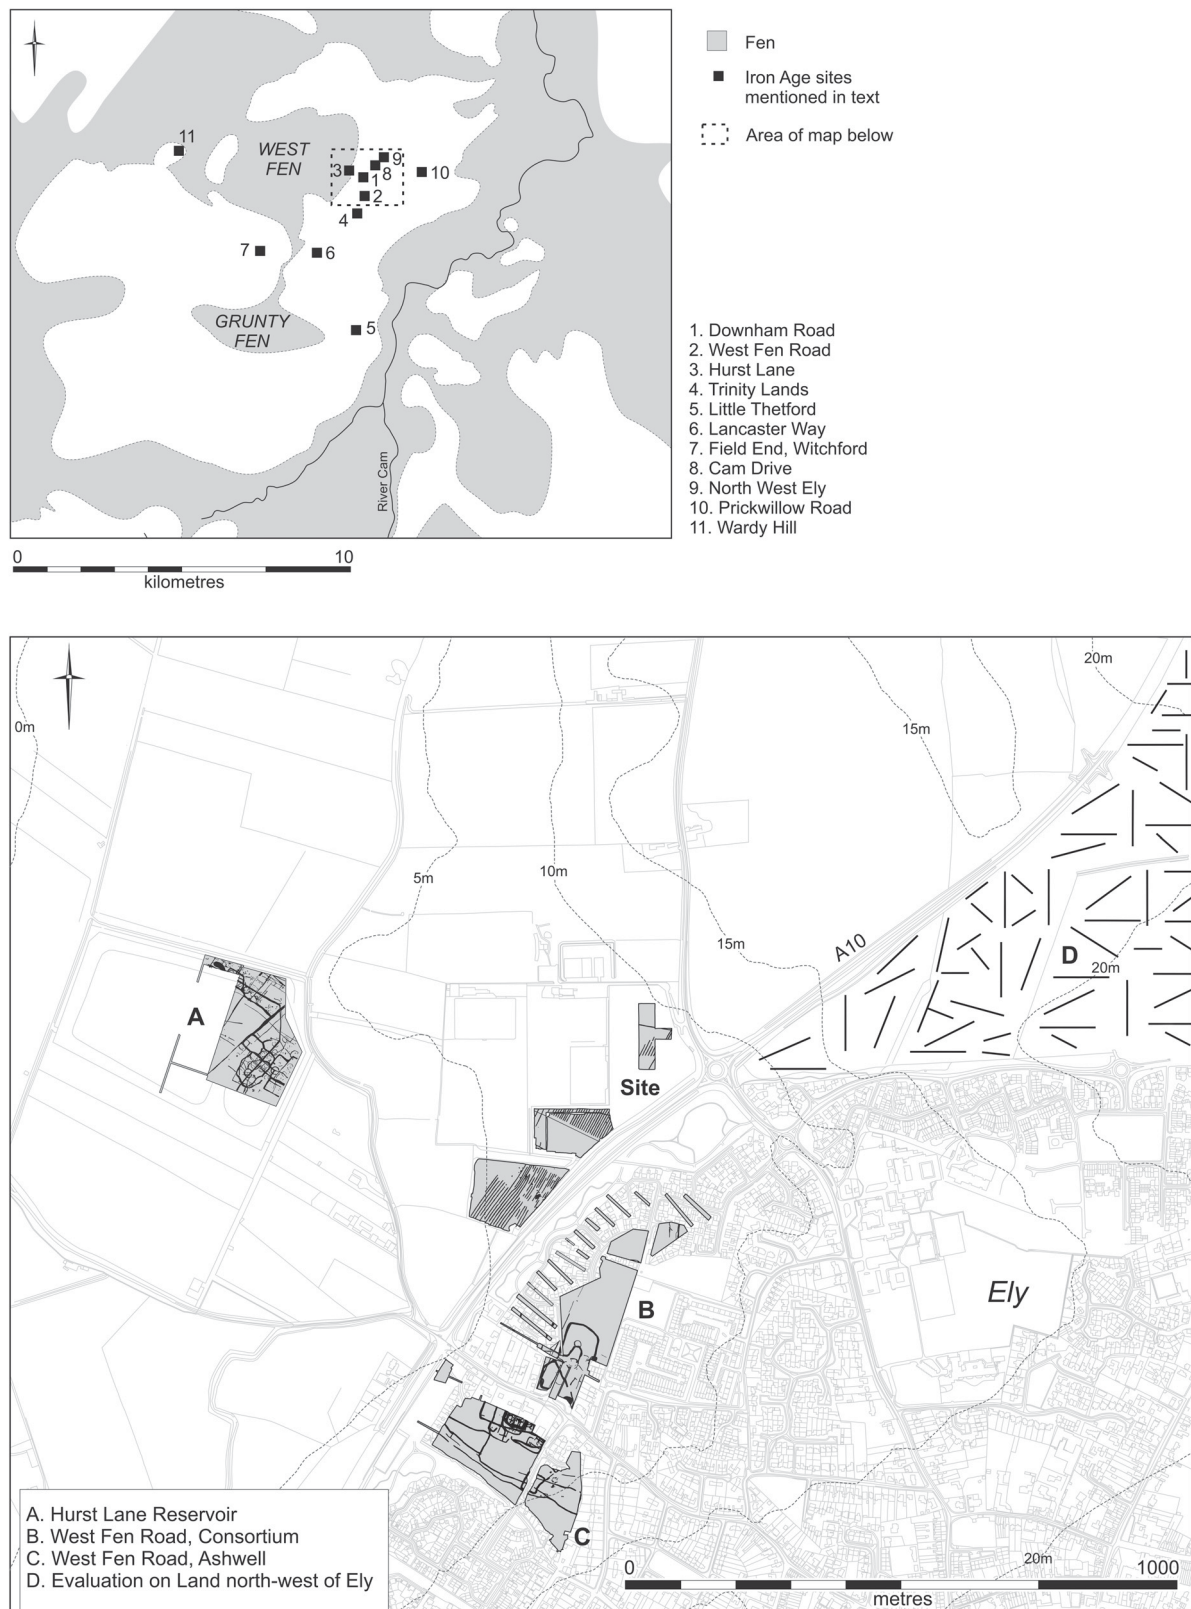 Fen
Iron Age sites
mentioned in text
Area of map below
11
WEST
FEN
9
3
8
10
1
2
4
7
6
GRUNTY
FEN
5
River Cam
1. Downham Road
2. West Fen Road
3. Hurst Lane
4. Trinity Lands
5. Little Thetford
6. Lancaster Way
7. Field End, Witchford
8. Cam Drive
9. North West Ely
10. Prickwillow Road
11. Wardy Hill
0 10
kilometres
20m
0m
15m
10m
5m
15m
A10
D
20m
A
Site
Ely
B
C
A. Hurst Lane Reservoir
B. West Fen Road, Consortium
C. West Fen Road, Ashwell
D. Evaluation on Land north-west of Ely
20m
0 1000
metres